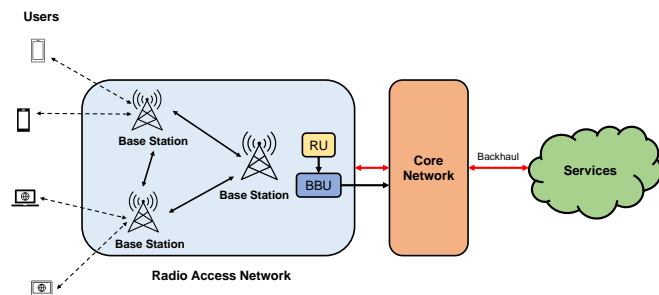 Users
Base Station
Base Station
Base Station
RU
BBU
Radio Access Network
Core
Network
Backhaul
Services